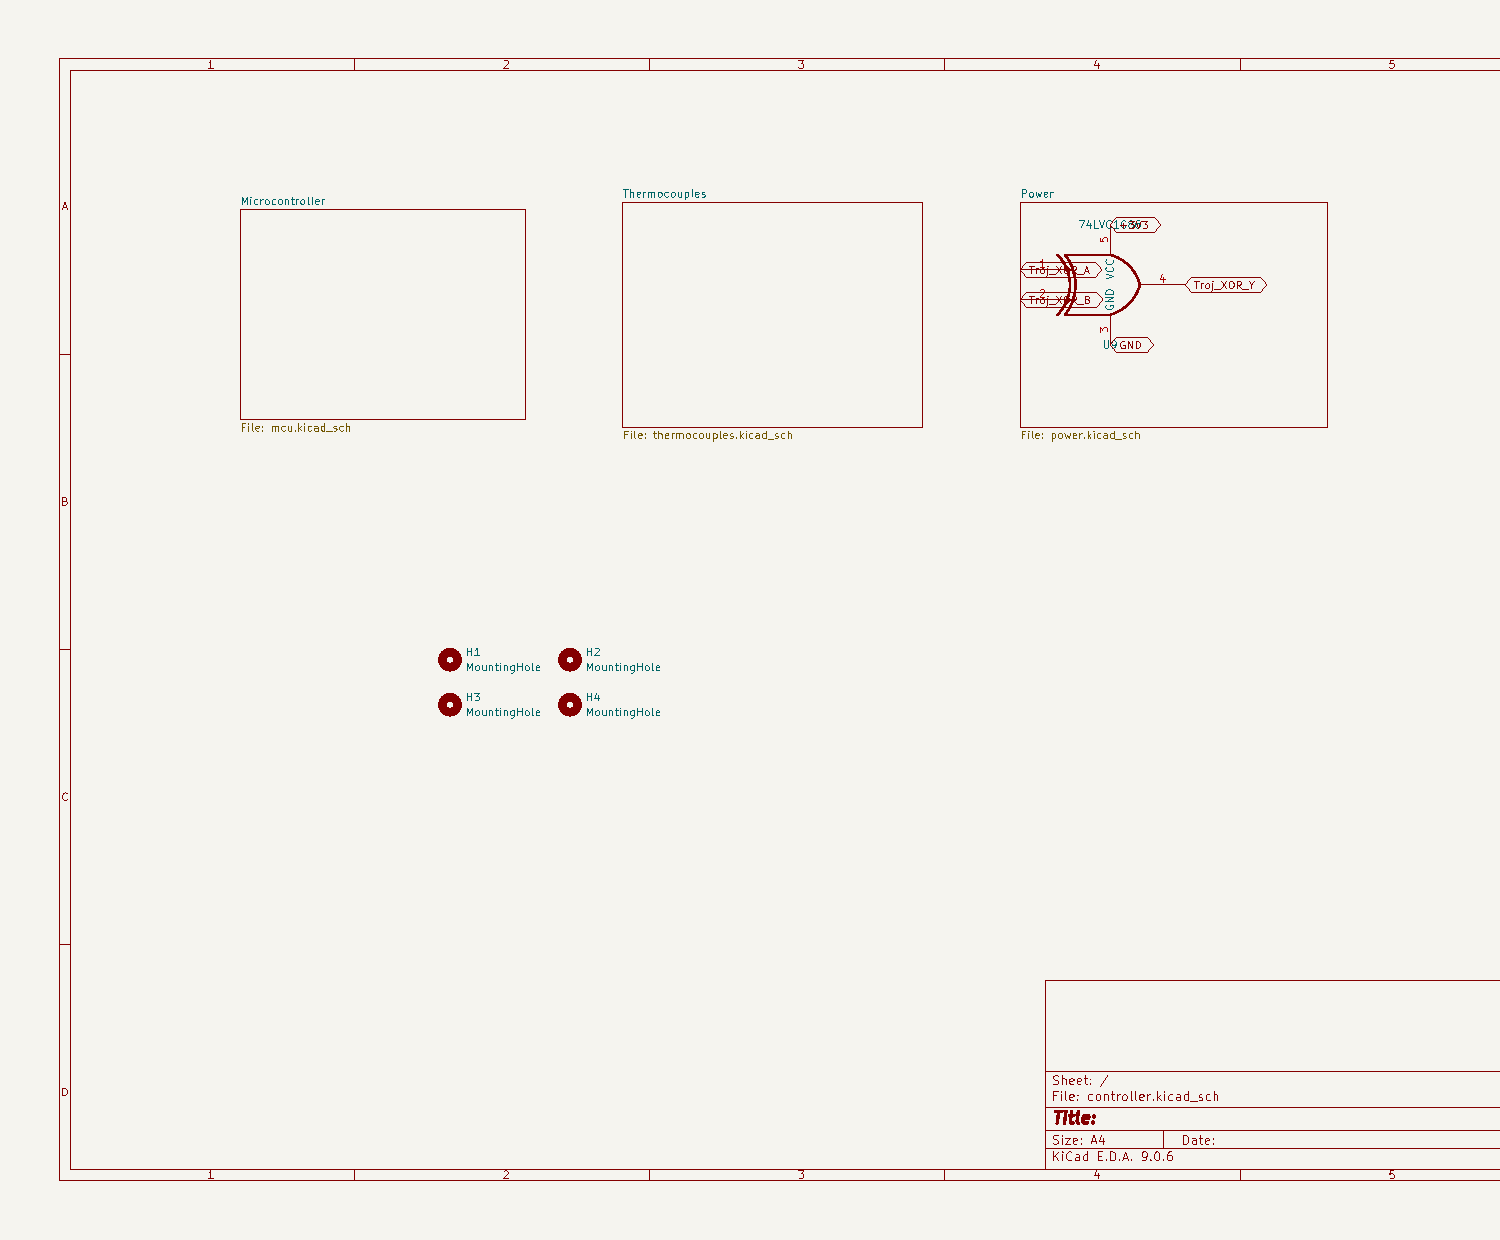 1 2 3 4 5
A
B
C
D
Microcontroller
File: mcu.kicad_sch
Thermocouples
File: thermocouples.kicad_sch
Power
+3V3
5
1
Troj_XOR_A
VCC
4
Troj_XOR_Y
2
Troj_XOR_B
GND
3
U9
GND
File: power.kicad_sch
H1
MountingHole
H2
MountingHole
H3
MountingHole
H4
MountingHole
Sheet: /
File: controller.kicad_sch
Title:
Size: A4
Date:
KiCad E.D.A. 9.0.6
1 2 3 4 5